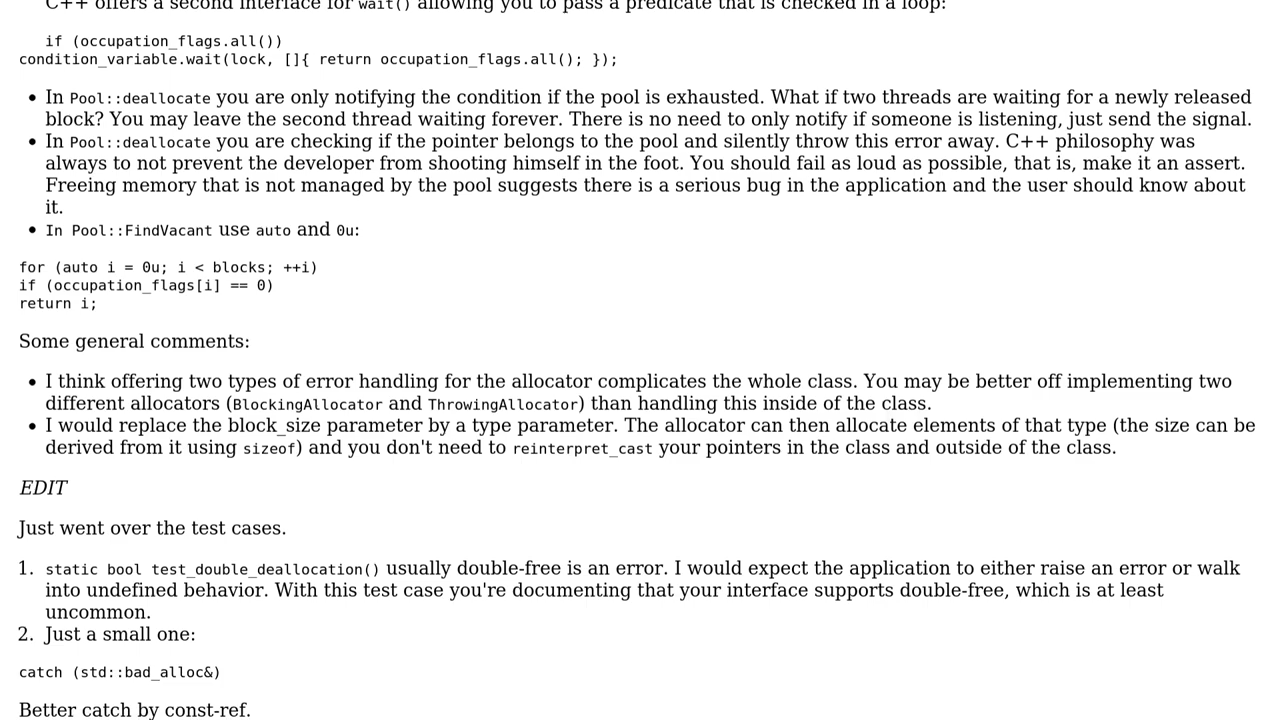 C++ offers a second interface for wait() allowing you to pass a predicate that is checked in a loop:
if (occupation_flags.all())
condition_variable.wait(lock, []{ return occupation_flags.all(); });
• In Pool::deallocate you are only notifying the condition if the pool is exhausted. What if two threads are waiting for a newly released
block? You may leave the second thread waiting forever. There is no need to only notify if someone is listening, just send the signal.
• In Pool::deallocate you are checking if the pointer belongs to the pool and silently throw this error away. C++ philosophy was
always to not prevent the developer from shooting himself in the foot. You should fail as loud as possible, that is, make it an assert.
Freeing memory that is not managed by the pool suggests there is a serious bug in the application and the user should know about
it.
• In Pool::FindVacant use auto and 0u:
for (auto i = 0u; i < blocks; ++i)
if (occupation_flags[i] == 0)
return i;
Some general comments:
• I think offering two types of error handling for the allocator complicates the whole class. You may be better off implementing two
different allocators (BlockingAllocator and ThrowingAllocator) than handling this inside of the class.
• I would replace the block_size parameter by a type parameter. The allocator can then allocate elements of that type (the size can be
derived from it using sizeof) and you don't need to reinterpret_cast your pointers in the class and outside of the class.
EDIT
Just went over the test cases.
1. static bool test_double_deallocation() usually double-free is an error. I would expect the application to either raise an error or walk
into undefined behavior. With this test case you're documenting that your interface supports double-free, which is at least
uncommon.
2. Just a small one:
catch (std::bad_alloc&)
Better catch by const-ref.